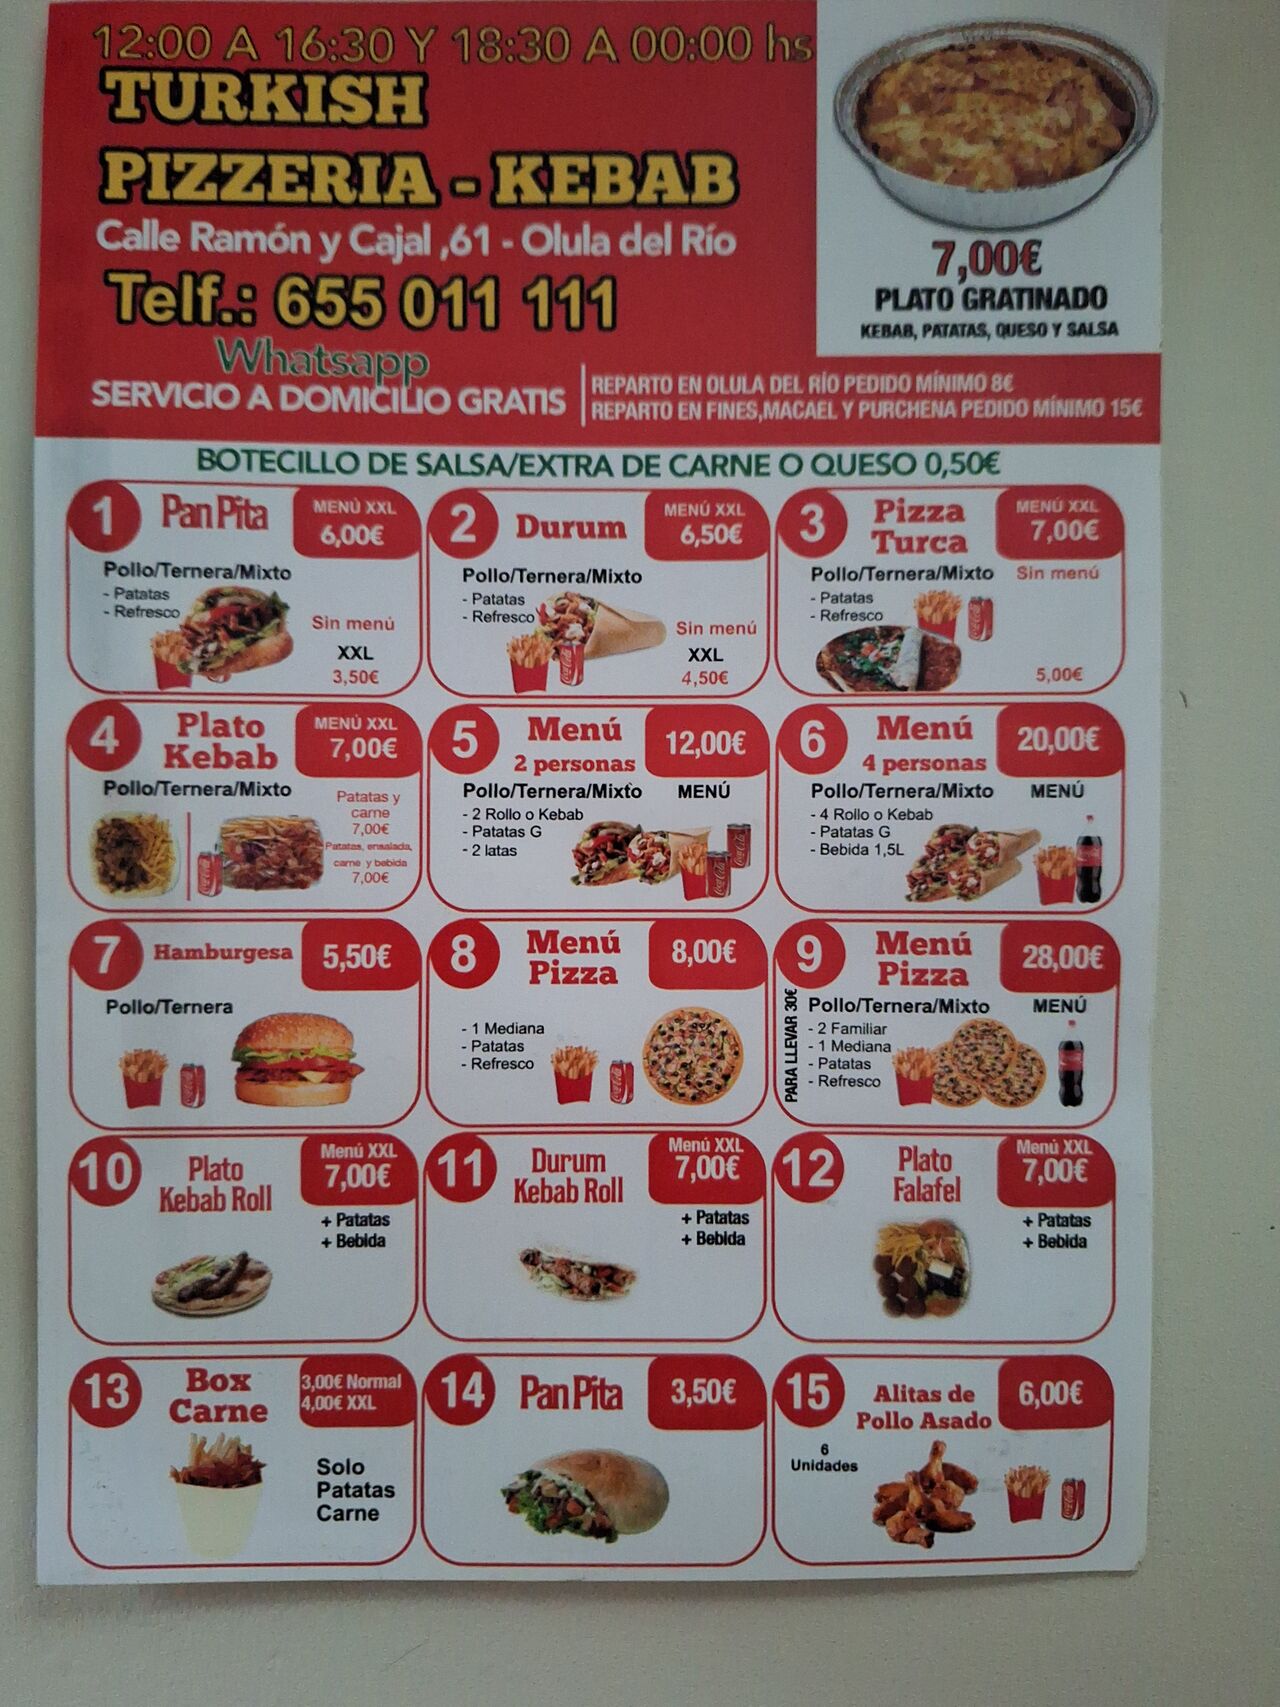 12:00 A 16:30 Y 18:30 A 00:00 hs
TURKISH
PIZZERIA - KEBAB
Calle Ramón y Cajal ,61 - Olula del Río
Telf.: 655 011 111
Whatsapp
SERVICIO A DOMICILIO GRATIS
REPARTO EN OLULA DEL RÍO PEDIDO MÍNIMO 8€
REPARTO EN FINES,MACAEL Y PURCHENA PEDIDO MÍNIMO 15€
7,00€
PLATO GRATINADO
KEBAB, PATATAS, QUESO Y SALSA
BOTECILLO DE SALSA/EXTRA DE CARNE O QUESO 0,50€
1
Pan Pita
MENÚ XXL
6,00€
Pollo/Ternera/Mixto
- Patatas
- Refresco
Sin menú
XXL
3,50€
2
Durum
MENÚ XXL
6,50€
Pollo/Ternera/Mixto
- Patatas
- Refresco
Sin menú
XXL
4,50€
3
Pizza
Turca
MENÚ XXL
7,00€
Pollo/Ternera/Mixto
Sin menú
- Patatas
- Refresco
5,00€
4
Plato
Kebab
MENÚ XXL
7,00€
Pollo/Ternera/Mixto
Patatas y
carne
7,00€
Patatas, ensalada,
carne y bebida
7,00€
5
Menú
2 personas
12,00€
Pollo/Ternera/Mixto
MENÚ
- 2 Rollo o Kebab
- Patatas G
- 2 latas
6
Menú
4 personas
20,00€
Pollo/Ternera/Mixto
MENÚ
- 4 Rollo o Kebab
- Patatas G
- Bebida 1,5L
7
Hamburgesa
5,50€
Pollo/Ternera
8
Menú
Pizza
8,00€
- 1 Mediana
- Patatas
- Refresco
9
Menú
Pizza
28,00€
PARA LLEVAR 30€
Pollo/Ternera/Mixto
MENÚ
- 2 Familiar
- 1 Mediana
- Patatas
- Refresco
10
Plato
Kebab Roll
Menú XXL
7,00€
+ Patatas
+ Bebida
11
Durum
Kebab Roll
Menú XXL
7,00€
+ Patatas
+ Bebida
12
Plato
Falafel
Menú XXL
7,00€
+ Patatas
+ Bebida
13
Box
Carne
3,00€ Normal
4,00€ XXL
Solo
Patatas
Carne
14
Pan Pita
3,50€
15
Alitas de
Pollo Asado
6,00€
6
Unidades